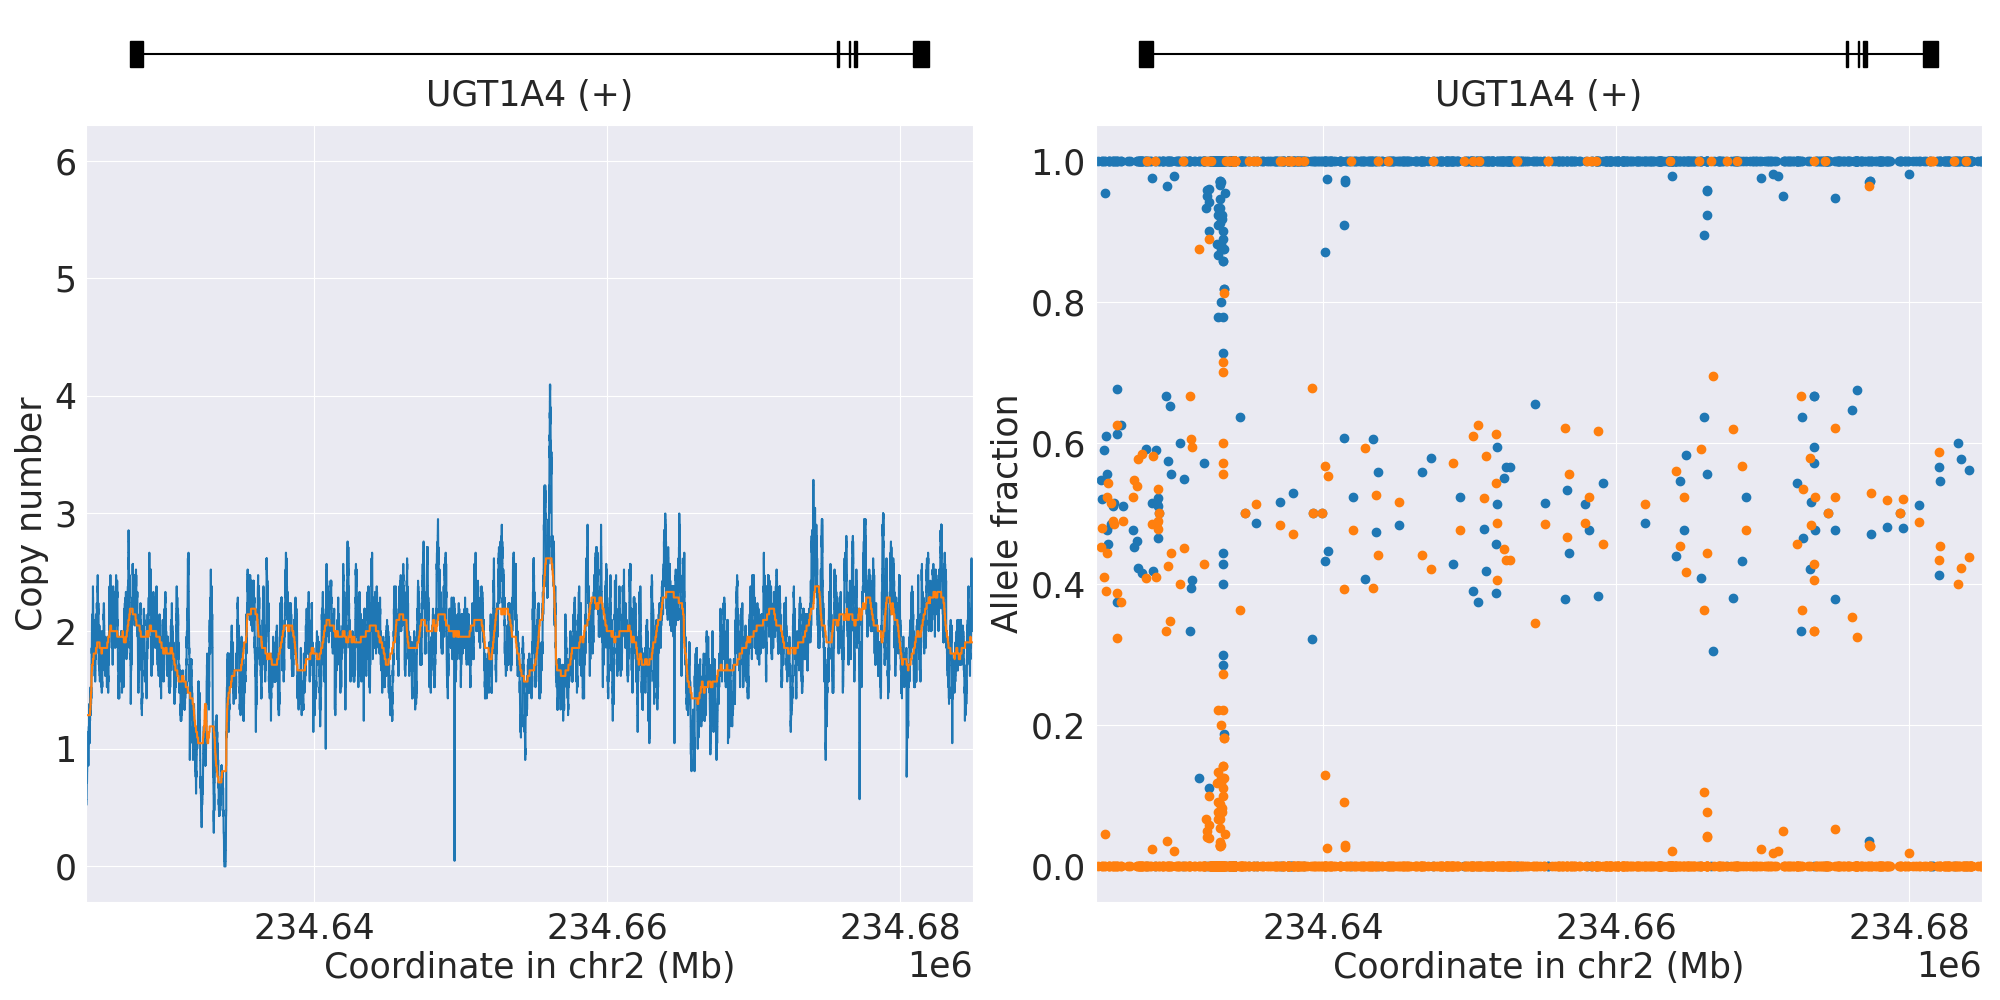 UGT1A4 (+)
6
5
4
3
2
1
0
Copy number
234.64
234.66
234.68
Coordinate in chr2 (Mb)
1e6
UGT1A4 (+)
1.0
0.8
0.6
0.4
0.2
0.0
Allele fraction
234.64
234.66
234.68
Coordinate in chr2 (Mb)
1e6